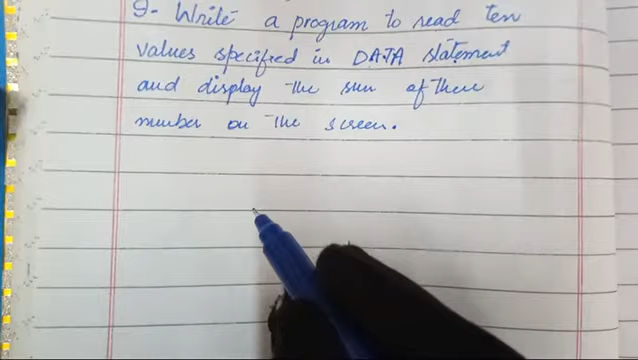 9- Write a program to read ten
values specified in DATA statement
and display the sum of these
number on the screen.